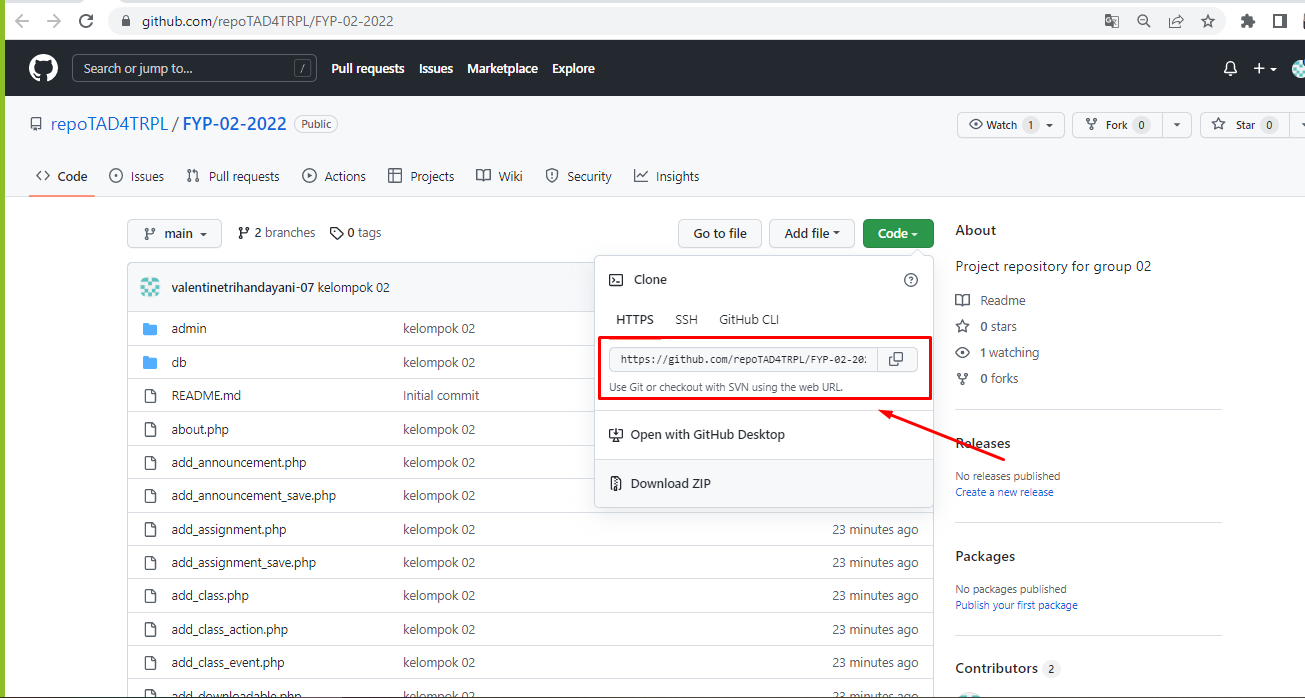 github.com/repoTAD4TRPL/FYP-02-2022
Search or jump to... /
Pull requests Issues Marketplace Explore
repoTAD4TRPL / FYP-02-2022 Public
Watch 1 Fork 0 Star 0
Code Issues Pull requests Actions Projects Wiki Security Insights
main 2 branches 0 tags Go to file Add file Code
valentinetrihandayani-07 kelompok 02
admin kelompok 02
db kelompok 02
README.md Initial commit
about.php kelompok 02
add_announcement.php kelompok 02
add_announcement_save.php kelompok 02
add_assignment.php kelompok 02 23 minutes ago
add_assignment_save.php kelompok 02 23 minutes ago
add_class.php kelompok 02 23 minutes ago
add_class_action.php kelompok 02 23 minutes ago
add_class_event.php kelompok 02 23 minutes ago
add_downloadable.php kelompok 02 23 minutes ago
Clone
HTTPS SSH GitHub CLI
https://github.com/repoTAD4TRPL/FYP-02-20
Use Git or checkout with SVN using the web URL.
Open with GitHub Desktop
Download ZIP
About
Project repository for group 02
Readme
0 stars
1 watching
0 forks
Releases
No releases published
Create a new release
Packages
No packages published
Publish your first package
Contributors 2